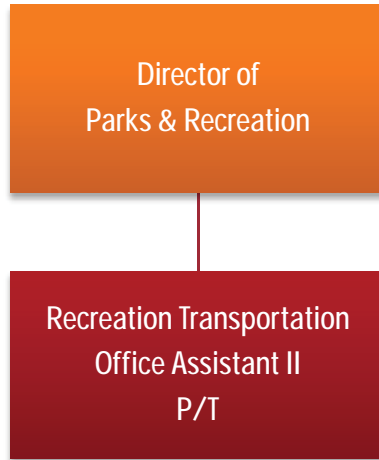 Director of
Parks & Recreation
Recreation Transportation
Office Assistant II
P/T